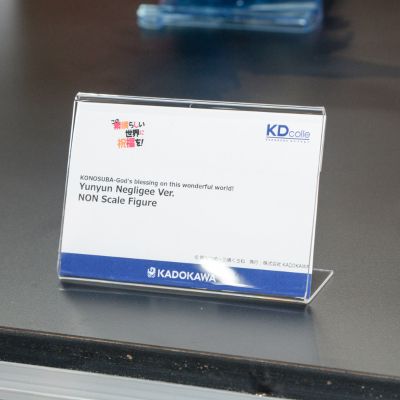 この
素晴らしい
世界に
祝福を!
KDcolle
KONOSUBA-God's blessing on this wonderful world!
Yunyun Negligee Ver.
NON Scale Figure
KADOKAWA
KADOKAWA